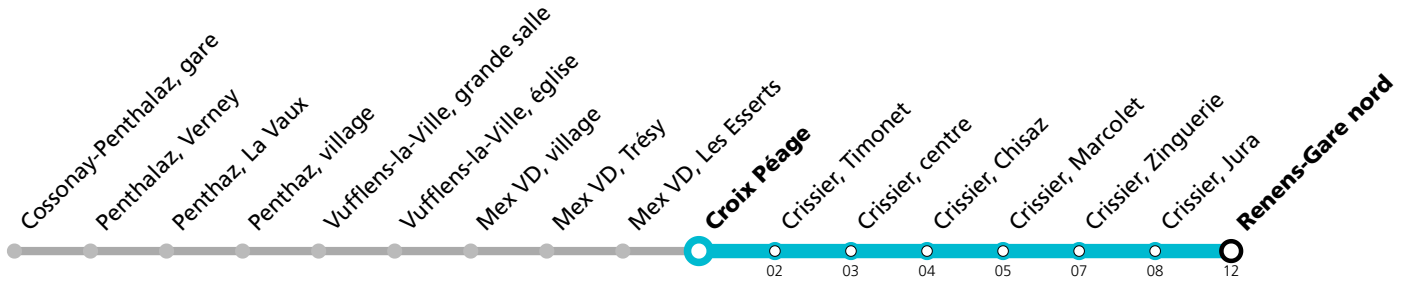 Cossonay-Penthalaz, gare
Penthalaz, Verney
Penthaz, La Vaux
Penthaz, village
Vufflens-la-Ville, grande salle
Vufflens-la-Ville, église
Mex VD, village
Mex VD, Trésy
Mex VD, Les Esserts
Croix Péage
Crissier, Timonet
Crissier, centre
Crissier, Chisaz
Crissier, Marcolet
Crissier, Zinguerie
Crissier, Jura
Renens-Gare nord
02 03 04 05 07 08 12